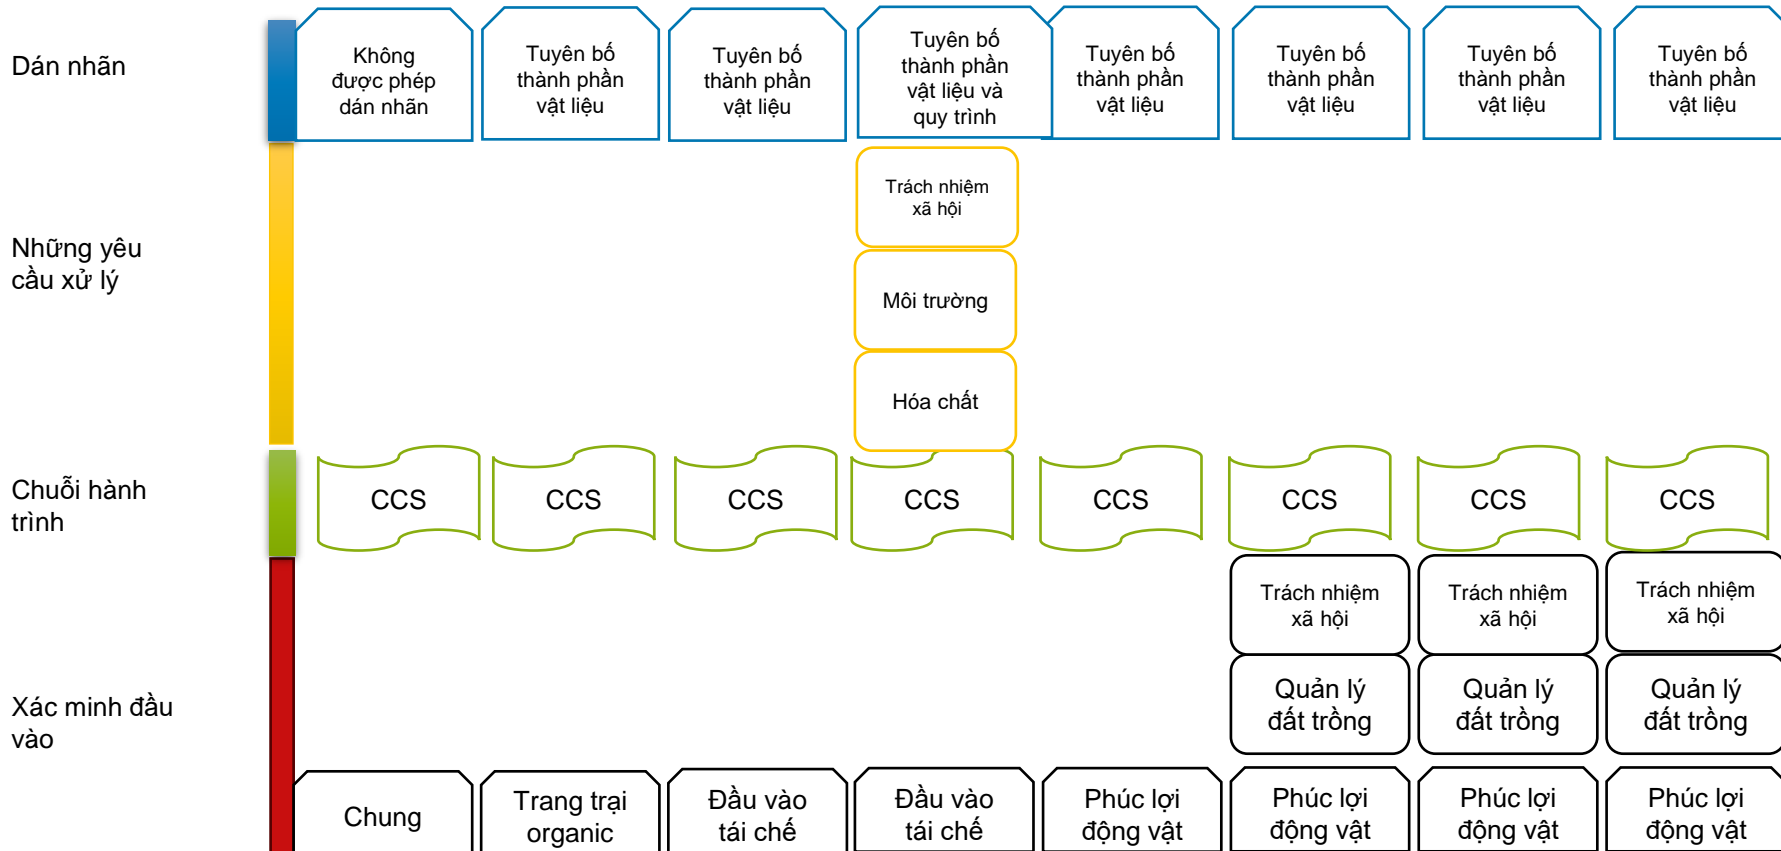 Dán nhãn
Không
được phép
dán nhãn
Tuyên bố
thành phần
vật liệu
Tuyên bố
thành phần
vật liệu
Tuyên bố
thành phần
vật liệu và
quy trình
Tuyên bố
thành phần
vật liệu
Tuyên bố
thành phần
vật liệu
Tuyên bố
thành phần
vật liệu
Tuyên bố
thành phần
vật liệu
Những yêu
cầu xử lý
Trách nhiệm
xã hội
Môi trường
Hóa chất
Chuỗi hành
trình
CCS
CCS
CCS
CCS
CCS
CCS
CCS
CCS
Xác minh đầu
vào
Trách nhiệm
xã hội
Trách nhiệm
xã hội
Trách nhiệm
xã hội
Quản lý
đất trồng
Quản lý
đất trồng
Quản lý
đất trồng
Chung
Trang trại
organic
Đầu vào
tái chế
Đầu vào
tái chế
Phúc lợi
động vật
Phúc lợi
động vật
Phúc lợi
động vật
Phúc lợi
động vật